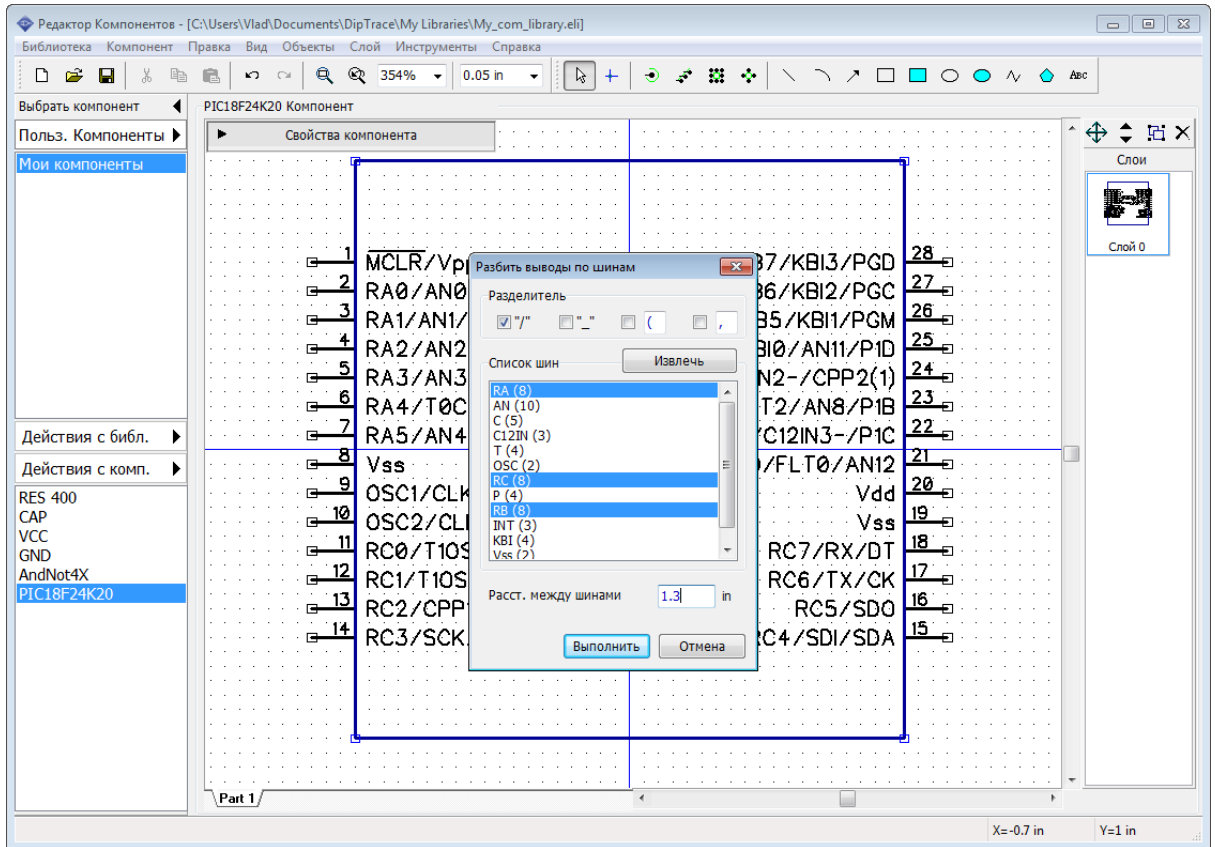 Редактор Компонентов - [C:\Users\Vlad\Documents\DipTrace\My Libraries\My_com_library.eli]
Библиотека Компонент Правка Вид Объекты Слой Инструменты Справка
354% 0.05 in ABC
Выбрать компонент
PIC18F24K20 Компонент
Польз. Компоненты
Свойства компонента
Мои компоненты
Слои
Слой 0
1 MCLR/Vpp
2 RA0/AN0
3 RA1/AN1/
4 RA2/AN2
5 RA3/AN3
6 RA4/T0C
7 RA5/AN4
8 Vss
9 OSC1/CLK
10 OSC2/CL
11 RC0/T1OS
12 RC1/T1OS
13 RC2/CPP
14 RC3/SCK
Разбить выводы по шинам
Разделитель
"/" "_" ( ,
Список шин Извлечь
RA (8)
AN (10)
C (5)
C12IN (3)
T (4)
OSC (2)
RC (8)
P (4)
RB (8)
INT (3)
KBI (4)
Vss (2)
Расст. между шинами 1.3 in
Выполнить Отмена
B7/KBI3/PGD 28
B6/KBI2/PGC 27
B5/KBI1/PGM 26
BI0/AN11/P1D 25
N2-/CPP2(1) 24
T2/AN8/P1B 23
/C12IN3-/P1C 22
/FLT0/AN12 21
Vdd 20
Vss 19
RC7/RX/DT 18
RC6/TX/CK 17
RC5/SDO 16
RC4/SDI/SDA 15
Действия с библ.
Действия с комп.
RES 400
CAP
VCC
GND
AndNot4X
PIC18F24K20
Part 1
X=-0.7 in Y=1 in